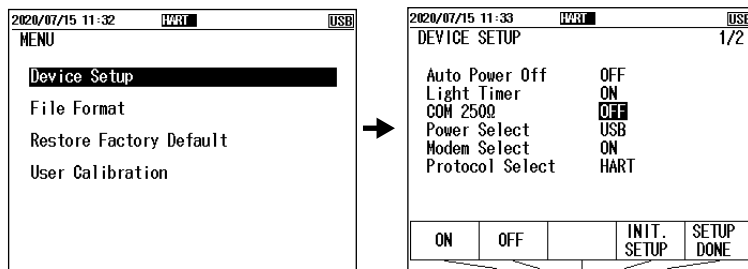 2020/07/15 11:32 HART USB
MENU
Device Setup
File Format
Restore Factory Default
User Calibration
2020/07/15 11:33 HART USB
DEVICE SETUP 1/2
Auto Power Off OFF
Light Timer ON
COM 250Ω OFF
Power Select USB
Modem Select ON
Protocol Select HART
ON OFF INIT. SETUP SETUP DONE